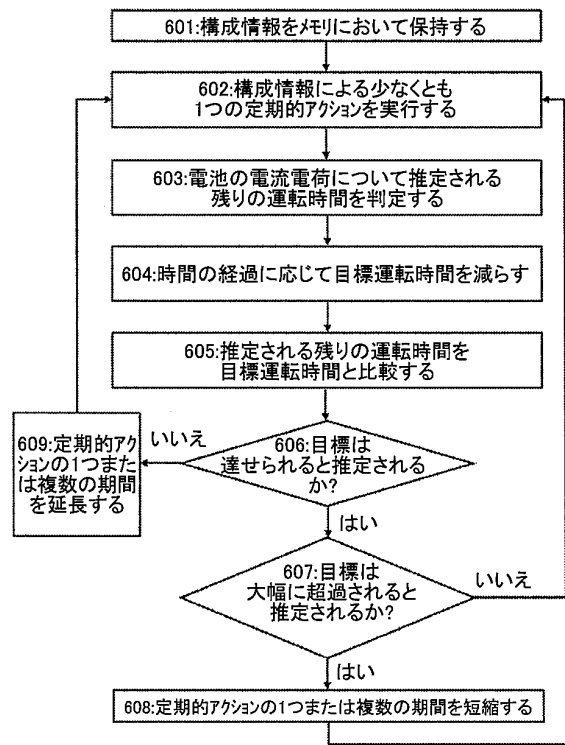 601:構成情報をメモリにおいて保持する
602:構成情報による少なくとも
1つの定期的アクションを実行する
603:電池の電流電荷について推定される
残りの運転時間を判定する
604:時間の経過に応じて目標運転時間を減らす
605:推定される残りの運転時間を
目標運転時間と比較する
606:目標は
達せられると推定される
か?
いいえ
609:定期的アク
ションの1つまた
は複数の期間
を延長する
はい
607:目標は
大幅に超過されると
推定されるか?
いいえ
はい
608:定期的アクションの1つまたは複数の期間を短縮する